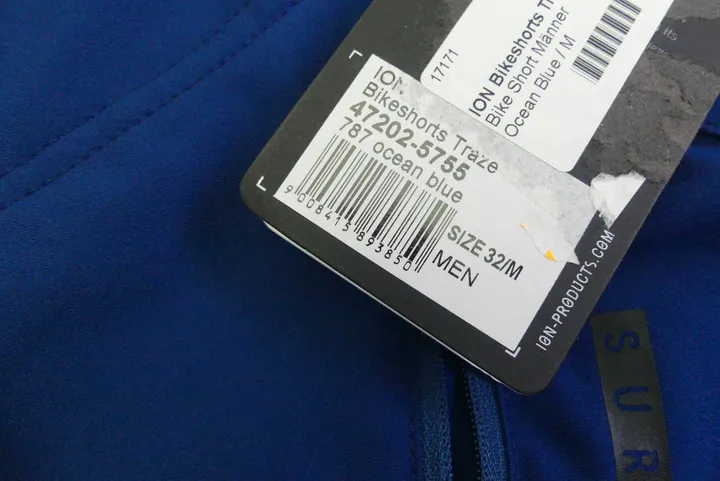 17171
ION Bikeshorts
Bike Short Männer
Ocean Blue / M
ION
Bikeshorts Traze
47202-5755
787 ocean blue
9008415893850
SIZE 32/M
MEN
ION-PRODUCTS.COM
SUR